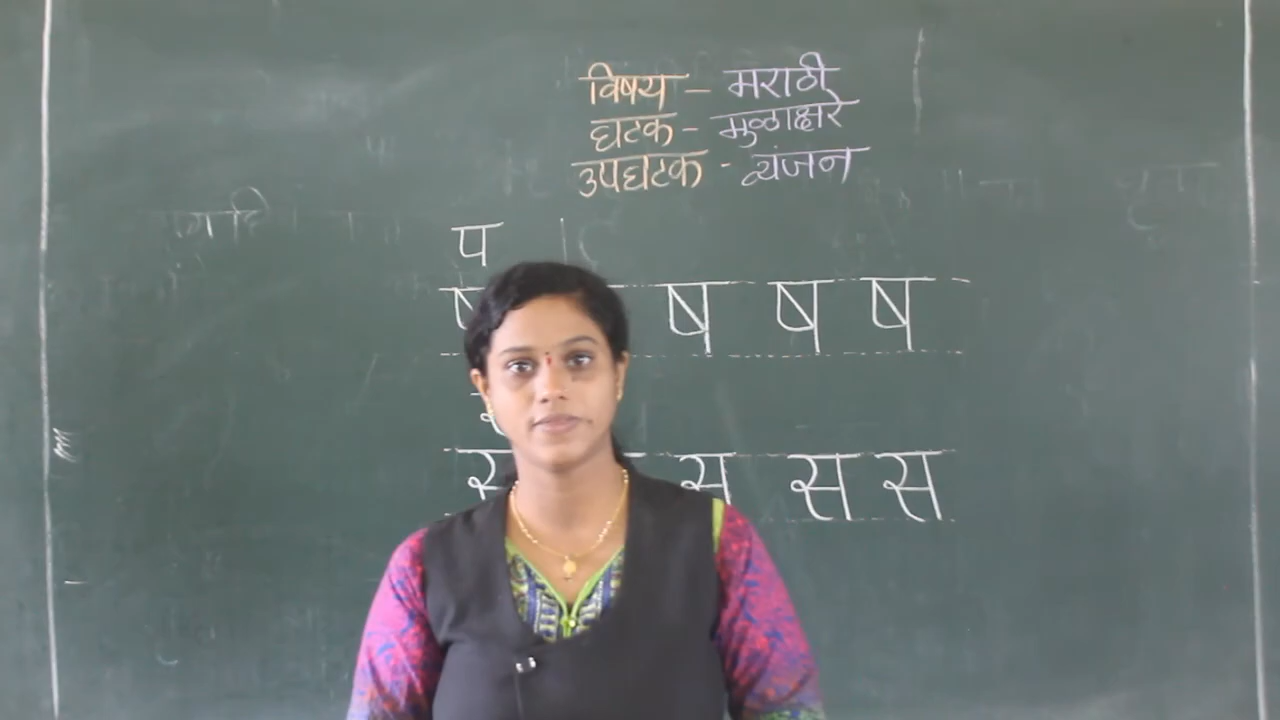 विषय – मराठी
घटक – मुळाक्षरे
उपघटक - व्यंजन
प
ष ष ष ष
स स स स